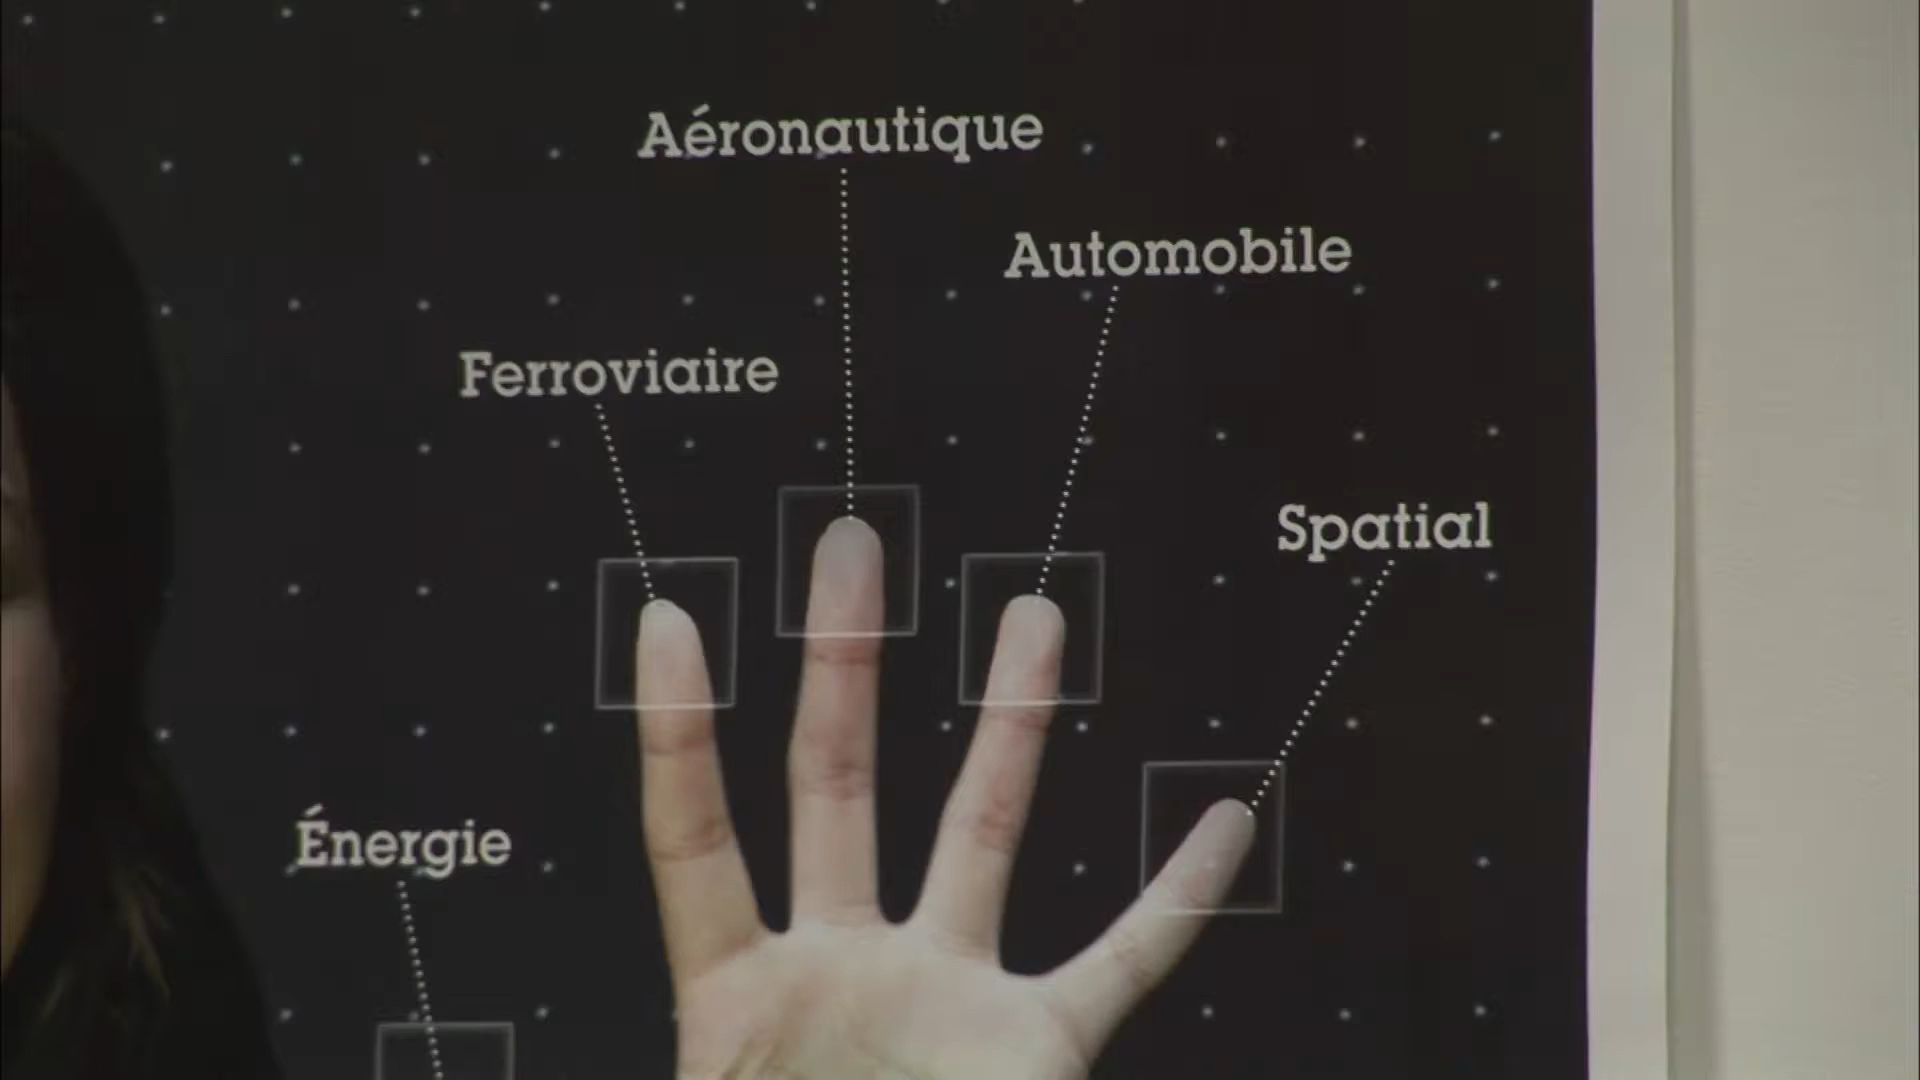 Aéronautique
Automobile
Ferroviaire
Spatial
Énergie